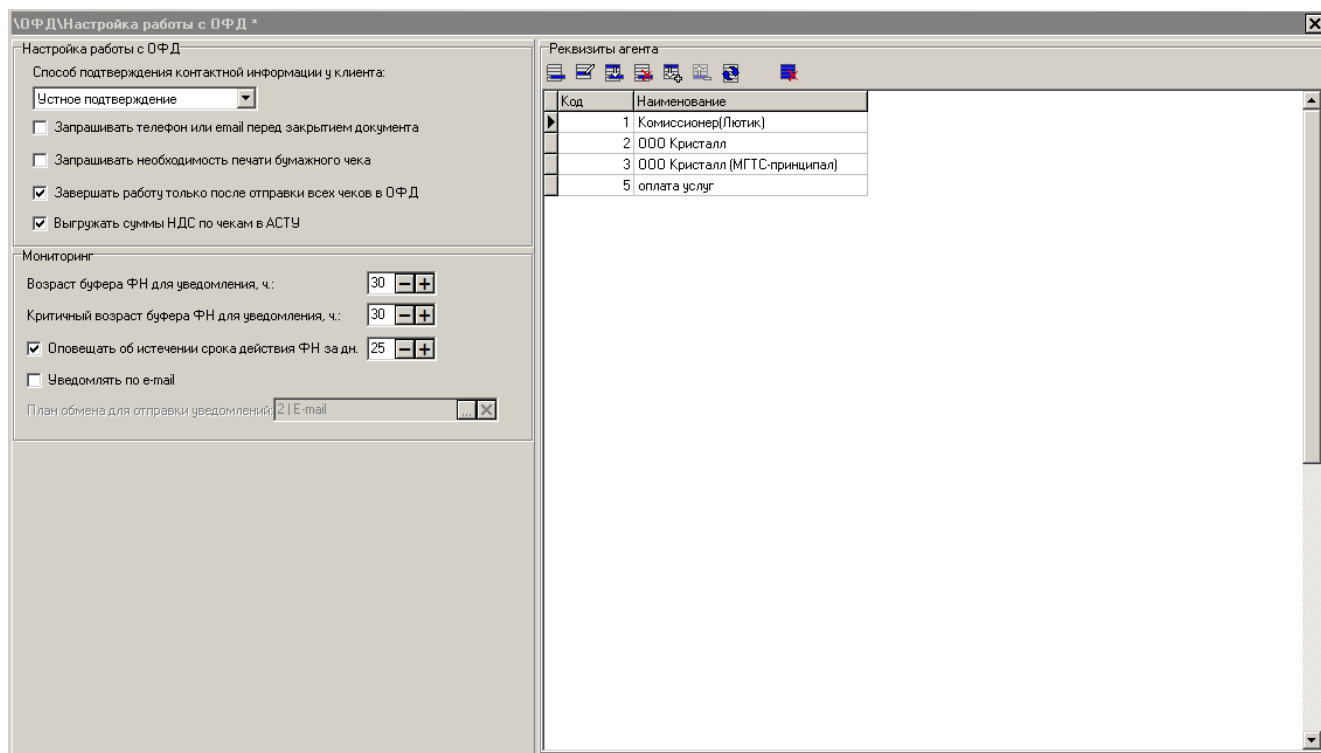 \ОФД\Настройка работы с ОФД *
Настройка работы с ОФД
Способ подтверждения контактной информации у клиента:
Устное подтверждение
Запрашивать телефон или email перед закрытием документа
Запрашивать необходимость печати бумажного чека
Завершать работу только после отправки всех чеков в ОФД
Выгружать суммы НДС по чекам в АСТУ
Мониторинг
Возраст буфера ФН для уведомления, ч.: 30
Критичный возраст буфера ФН для уведомления, ч.: 30
Оповещать об истечении срока действия ФН за дн. 25
Уведомлять по e-mail
План обмена для отправки уведомлений: 2 | E-mail ...
Реквизиты агента
Код Наименование
1 Комиссионер(Лютик)
2 ООО Кристалл
3 ООО Кристалл (МГТС-принципал)
5 оплата услуг